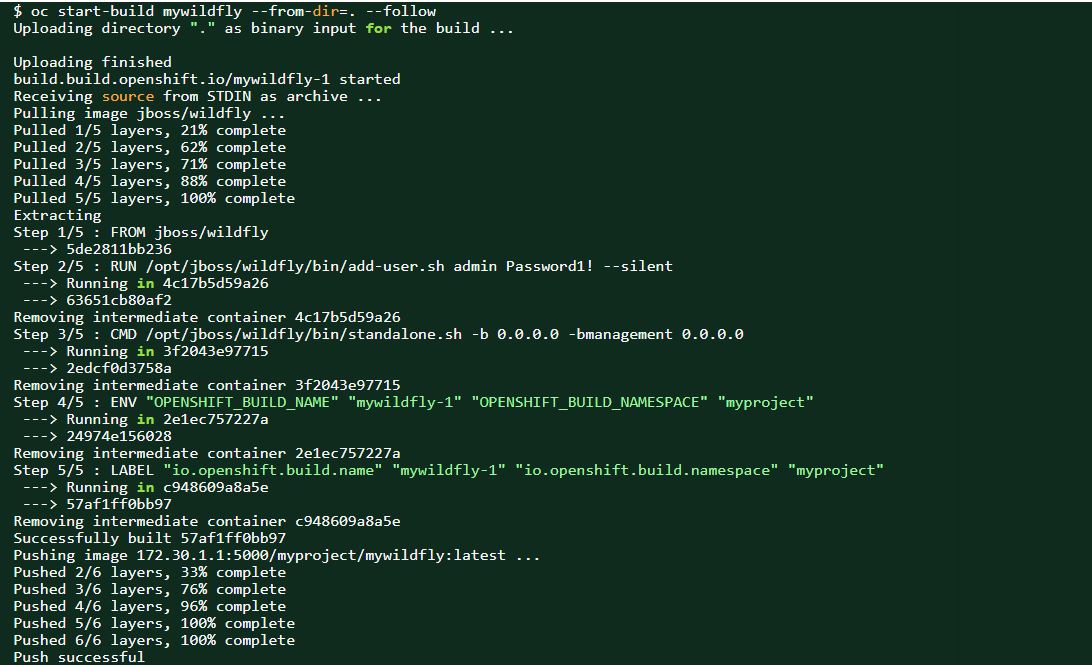 $ oc start-build mywildfly --from-dir=. --follow
Uploading directory "." as binary input for the build ...

Uploading finished
build.build.openshift.io/mywildfly-1 started
Receiving source from STDIN as archive ...
Pulling image jboss/wildfly ...
Pulled 1/5 layers, 21% complete
Pulled 2/5 layers, 62% complete
Pulled 3/5 layers, 71% complete
Pulled 4/5 layers, 88% complete
Pulled 5/5 layers, 100% complete
Extracting
Step 1/5 : FROM jboss/wildfly
 ---> 5de2811bb236
Step 2/5 : RUN /opt/jboss/wildfly/bin/add-user.sh admin Password1! --silent
 ---> Running in 4c17b5d59a26
 ---> 63651cb80af2
Removing intermediate container 4c17b5d59a26
Step 3/5 : CMD /opt/jboss/wildfly/bin/standalone.sh -b 0.0.0.0 -bmanagement 0.0.0.0
 ---> Running in 3f2043e97715
 ---> 2edcf0d3758a
Removing intermediate container 3f2043e97715
Step 4/5 : ENV "OPENSHIFT_BUILD_NAME" "mywildfly-1" "OPENSHIFT_BUILD_NAMESPACE" "myproject"
 ---> Running in 2e1ec757227a
 ---> 24974e156028
Removing intermediate container 2e1ec757227a
Step 5/5 : LABEL "io.openshift.build.name" "mywildfly-1" "io.openshift.build.namespace" "myproject"
 ---> Running in c948609a8a5e
 ---> 57af1ff0bb97
Removing intermediate container c948609a8a5e
Successfully built 57af1ff0bb97
Pushing image 172.30.1.1:5000/myproject/mywildfly:latest ...
Pushed 2/6 layers, 33% complete
Pushed 3/6 layers, 76% complete
Pushed 4/6 layers, 96% complete
Pushed 5/6 layers, 100% complete
Pushed 6/6 layers, 100% complete
Push successful